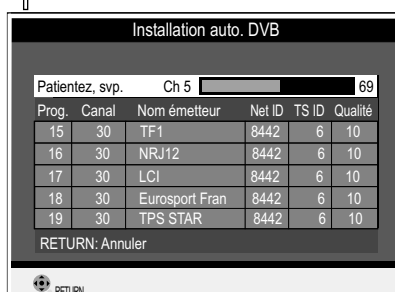 Installation auto. DVB
Patientez, svp. Ch 5 69
Prog. Canal Nom émetteur Net ID TS ID Qualité
15 30 TF1 8442 6 10
16 30 NRJ12 8442 6 10
17 30 LCI 8442 6 10
18 30 Eurosport Fran 8442 6 10
19 30 TPS STAR 8442 6 10
RETURN: Annuler
RETURN